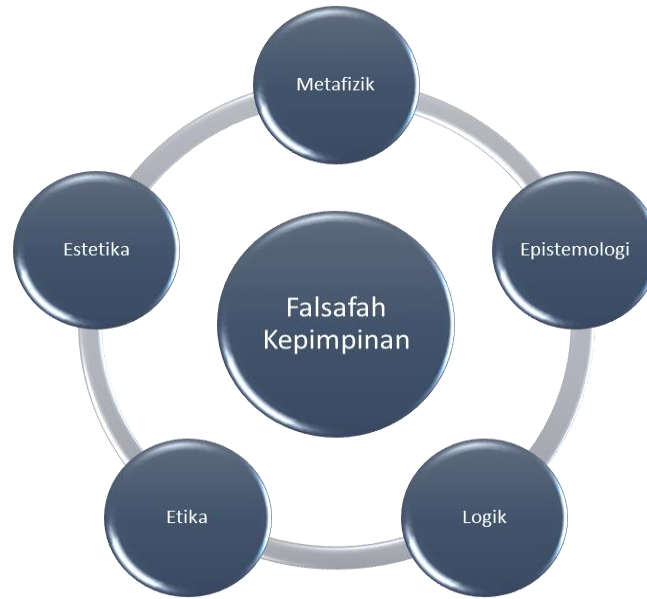 Metafizik
Estetika
Epistemologi
Falsafah
Kepimpinan
Etika
Logik